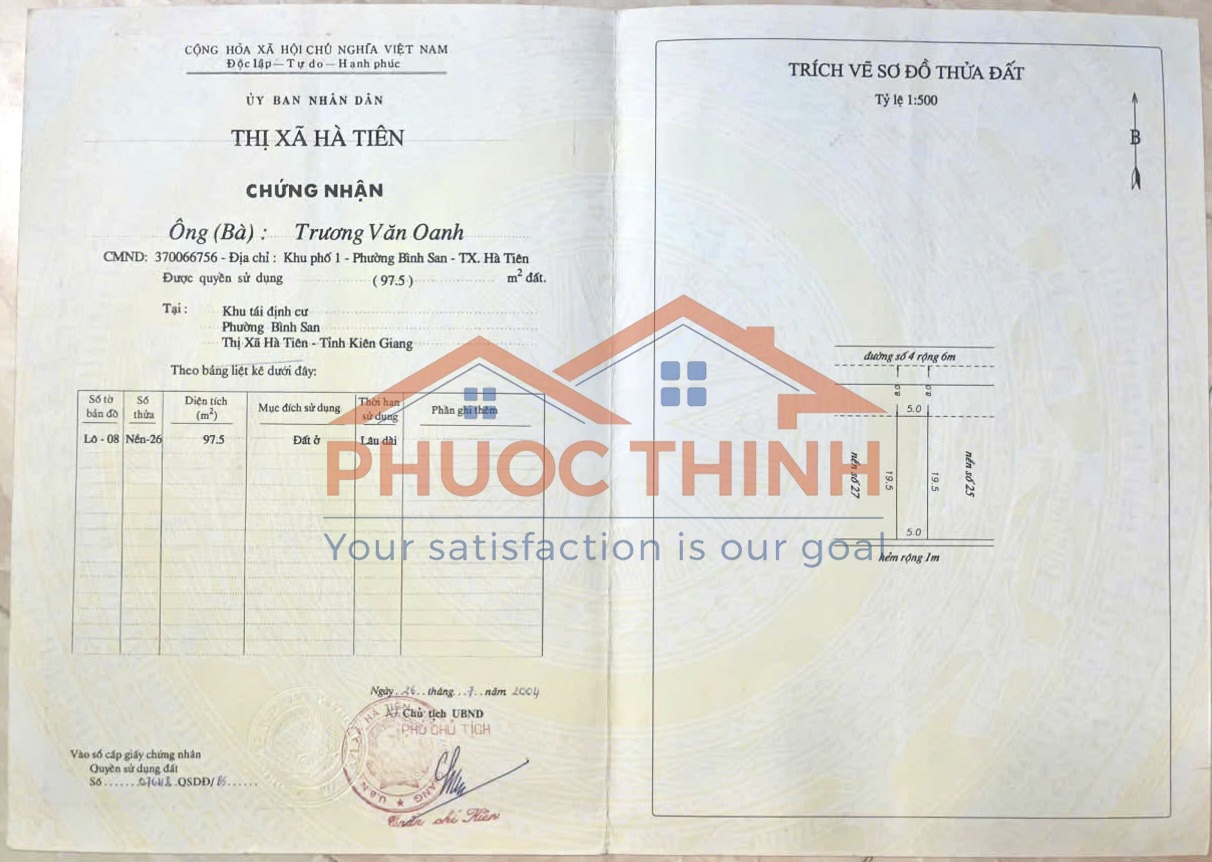 CỘNG HÒA XÃ HỘI CHỦ NGHĨA VIỆT NAM
Độc lập — Tự do — Hạnh phúc
ỦY BAN NHÂN DÂN
THỊ XÃ HÀ TIÊN
CHỨNG NHẬN
Ông (Bà) : Trương Văn Oanh
CMND: 370066756 - Địa chỉ : Khu phố 1 - Phường Bình San - TX. Hà Tiên
Được quyền sử dụng ( 97.5 ) m² đất.
Tại : Khu tái định cư
Phường Bình San
Thị Xã Hà Tiên - Tỉnh Kiên Giang
Theo bảng liệt kê dưới đây:
Số tờ bản đồ Số thửa Diện tích (m²) Mục đích sử dụng Thời hạn sử dụng Phần ghi thêm
Lô - 08 Nền-26 97.5 Đất ở Lâu dài
Ngày 26 tháng 7 năm 2004
Chủ tịch UBND
PHÓ CHỦ TỊCH
Vào sổ cấp giấy chứng nhân
Quyền sử dụng đất
Số QSDĐ/
TRÍCH VẼ SƠ ĐỒ THỬA ĐẤT
Tỷ lệ 1:500
B
đường số 4 rộng 6m
8.0
8.0
5.0
nền số 27
19.5
19.5
nền số 25
5.0
hẻm rộng 1m
PHUOC THINH
Your satisfaction is our goal